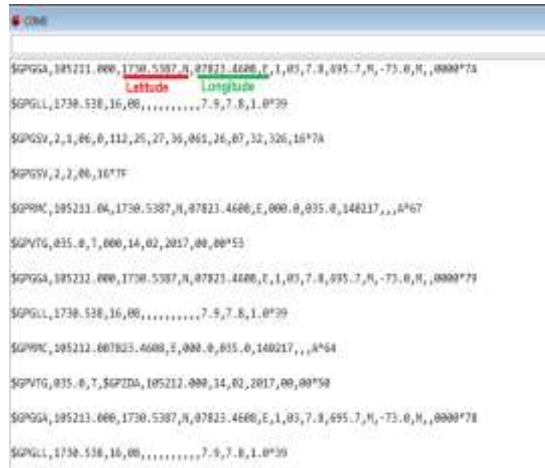 COM8
$GPGGA,105211.000,1730.5387,N,07823.4608,E,1,03,7.8,695.7,M,-73.0,M,,0000*7A
Latitude Longitude
$GPGLL,1730.538,16,08,,,,,,,,,,7.9,7.8,1.0*39
$GPGSV,2,1,06,0,112,25,27,36,061,26,07,32,326,16*7A
$GPGSV,2,2,06,16*7F
$GPRMC,105211.0A,1730.5387,N,07823.4608,E,000.0,035.0,140217,,,A*67
$GPVTG,035.0,T,000,14,02,2017,00,00*53
$GPGGA,105212.000,1730.5387,N,07823.4608,E,1,03,7.8,695.7,M,-73.0,M,,0000*79
$GPGLL,1730.538,16,08,,,,,,,,,,7.9,7.8,1.0*39
$GPRMC,105212.007823.4608,E,000.0,035.0,140217,,,A*64
$GPVTG,035.0,T,$GPZDA,105212.000,14,02,2017,00,00*50
$GPGGA,105213.000,1730.5387,N,07823.4608,E,1,03,7.8,695.7,M,-73.0,M,,0000*78
$GPGLL,1730.538,16,08,,,,,,,,,,7.9,7.8,1.0*39